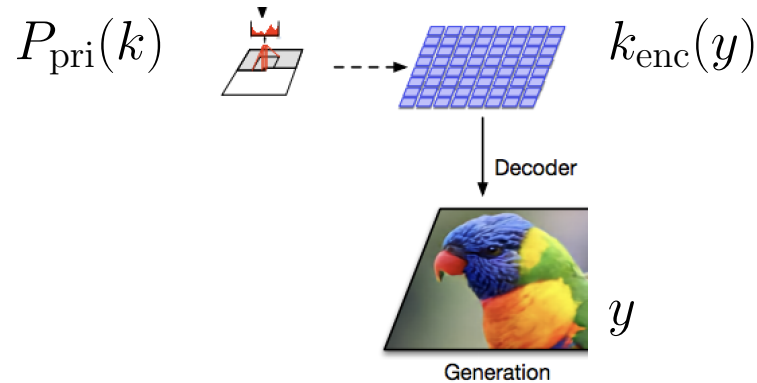 P_pri(k)
k_enc(y)
Decoder
y
Generation